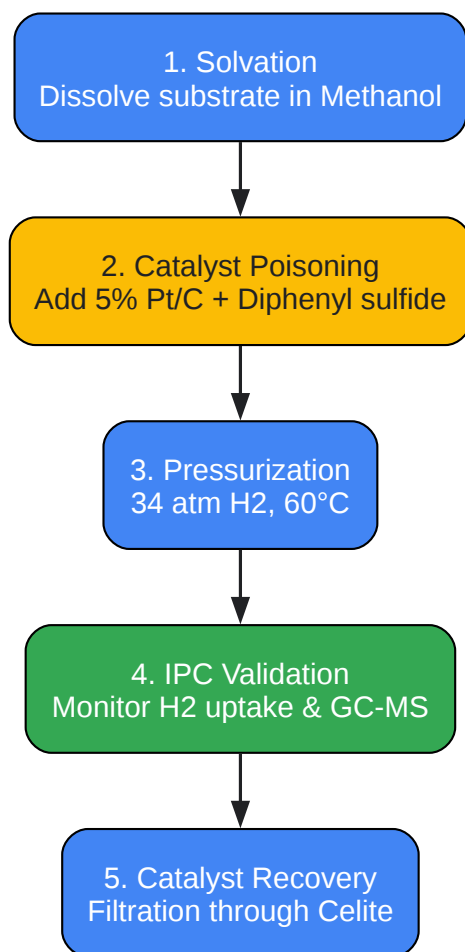 1. Solvation
Dissolve substrate in Methanol
2. Catalyst Poisoning
Add 5% Pt/C + Diphenyl sulfide
3. Pressurization
34 atm H2, 60°C
4. IPC Validation
Monitor H2 uptake & GC-MS
5. Catalyst Recovery
Filtration through Celite